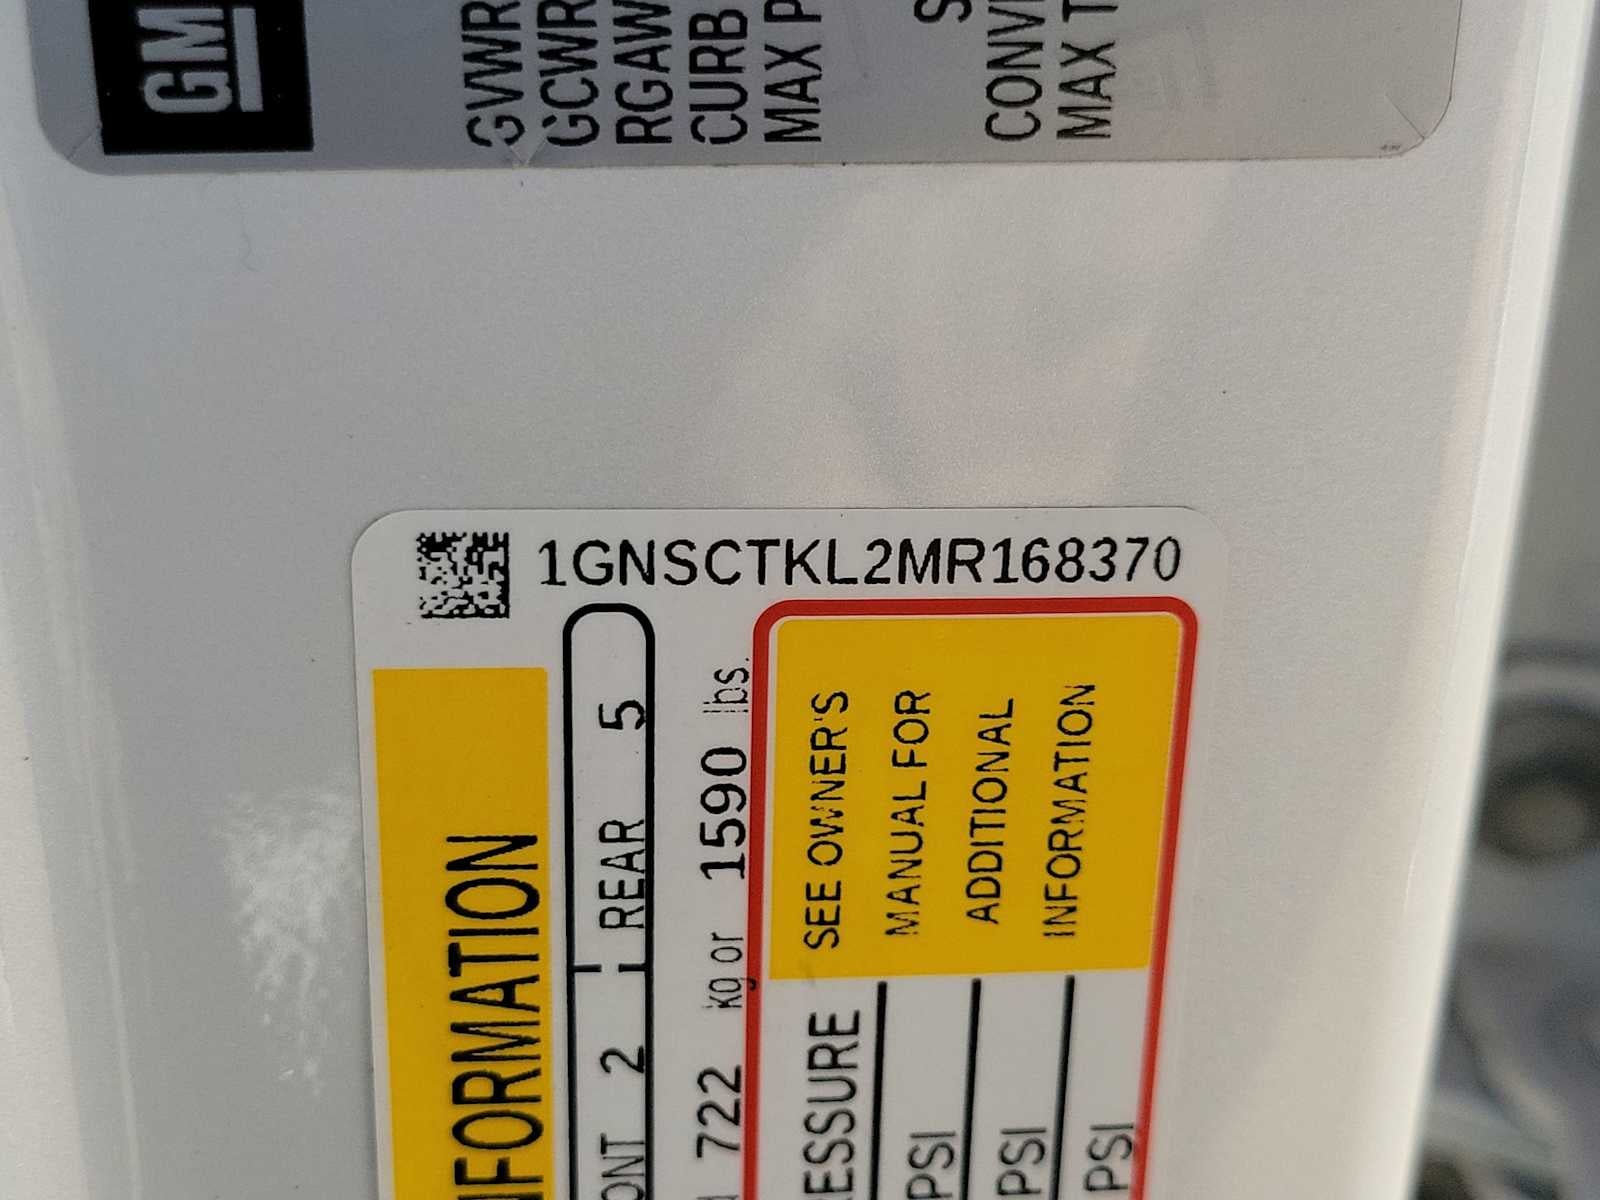 GM
GVWR
GCWR
RGAW
CURB
MAX P
S
CONV
MAX T
1GNSCTKL2MR168370
INFORMATION
ONT 2 REAR 5
722 kg or 1590 lbs.
SEE OWNER'S
MANUAL FOR
ADDITIONAL
INFORMATION
ESSURE
PSI
PSI
PSI